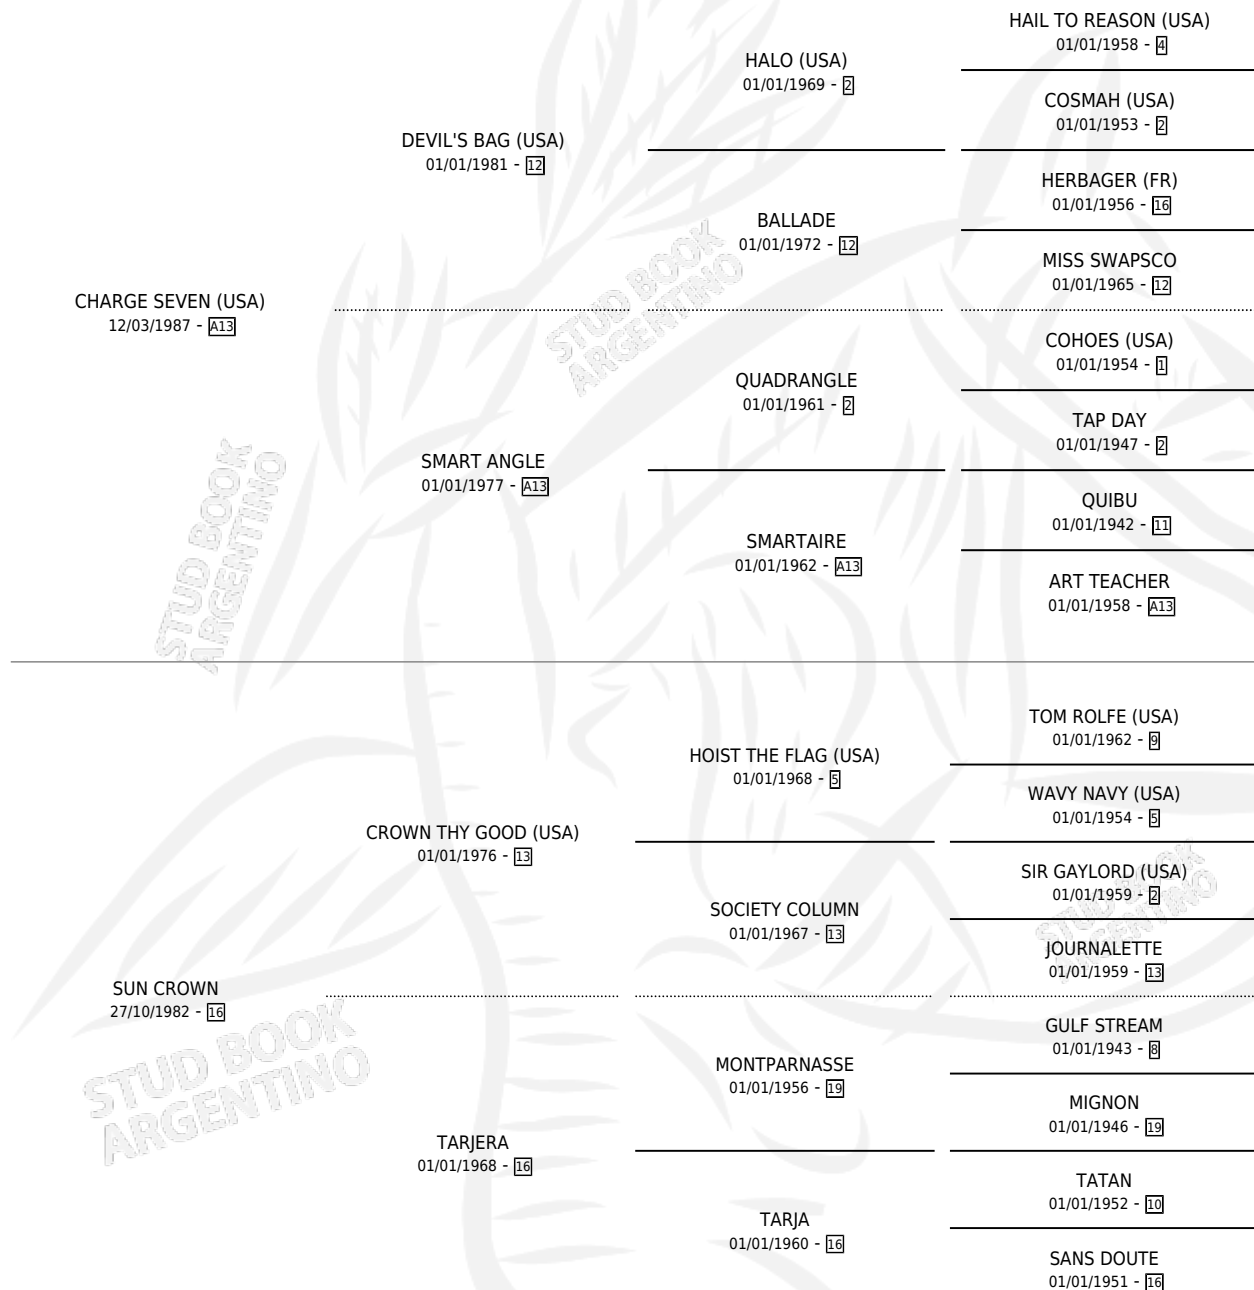 HAIL TO REASON (USA)
01/01/1958 - 4
HALO (USA)
01/01/1969 - 2
COSMAH (USA)
01/01/1953 - 2
DEVIL'S BAG (USA)
01/01/1981 - 12
HERBAGER (FR)
01/01/1956 - 16
BALLADE
01/01/1972 - 12
MISS SWAPSCO
01/01/1965 - 12
CHARGE SEVEN (USA)
12/03/1987 - A13
COHOES (USA)
01/01/1954 - 1
QUADRANGLE
01/01/1961 - 2
TAP DAY
01/01/1947 - 2
SMART ANGLE
01/01/1977 - A13
QUIBU
01/01/1942 - 11
SMARTAIRE
01/01/1962 - A13
ART TEACHER
01/01/1958 - A13
TOM ROLFE (USA)
01/01/1962 - 9
HOIST THE FLAG (USA)
01/01/1968 - 5
WAVY NAVY (USA)
01/01/1954 - 5
CROWN THY GOOD (USA)
01/01/1976 - 13
SIR GAYLORD (USA)
01/01/1959 - 2
SOCIETY COLUMN
01/01/1967 - 13
JOURNALETTE
01/01/1959 - 13
SUN CROWN
27/10/1982 - 16
GULF STREAM
01/01/1943 - 8
MONTPARNASSE
01/01/1956 - 19
MIGNON
01/01/1946 - 19
TARJERA
01/01/1968 - 16
TATAN
01/01/1952 - 10
TARJA
01/01/1960 - 16
SANS DOUTE
01/01/1951 - 16
STUD BOOK
ARGENTINO
STUD BOOK
ARGENTINO
STUD BOOK
ARGENTINO
STUD BOOK
ARGENTINO